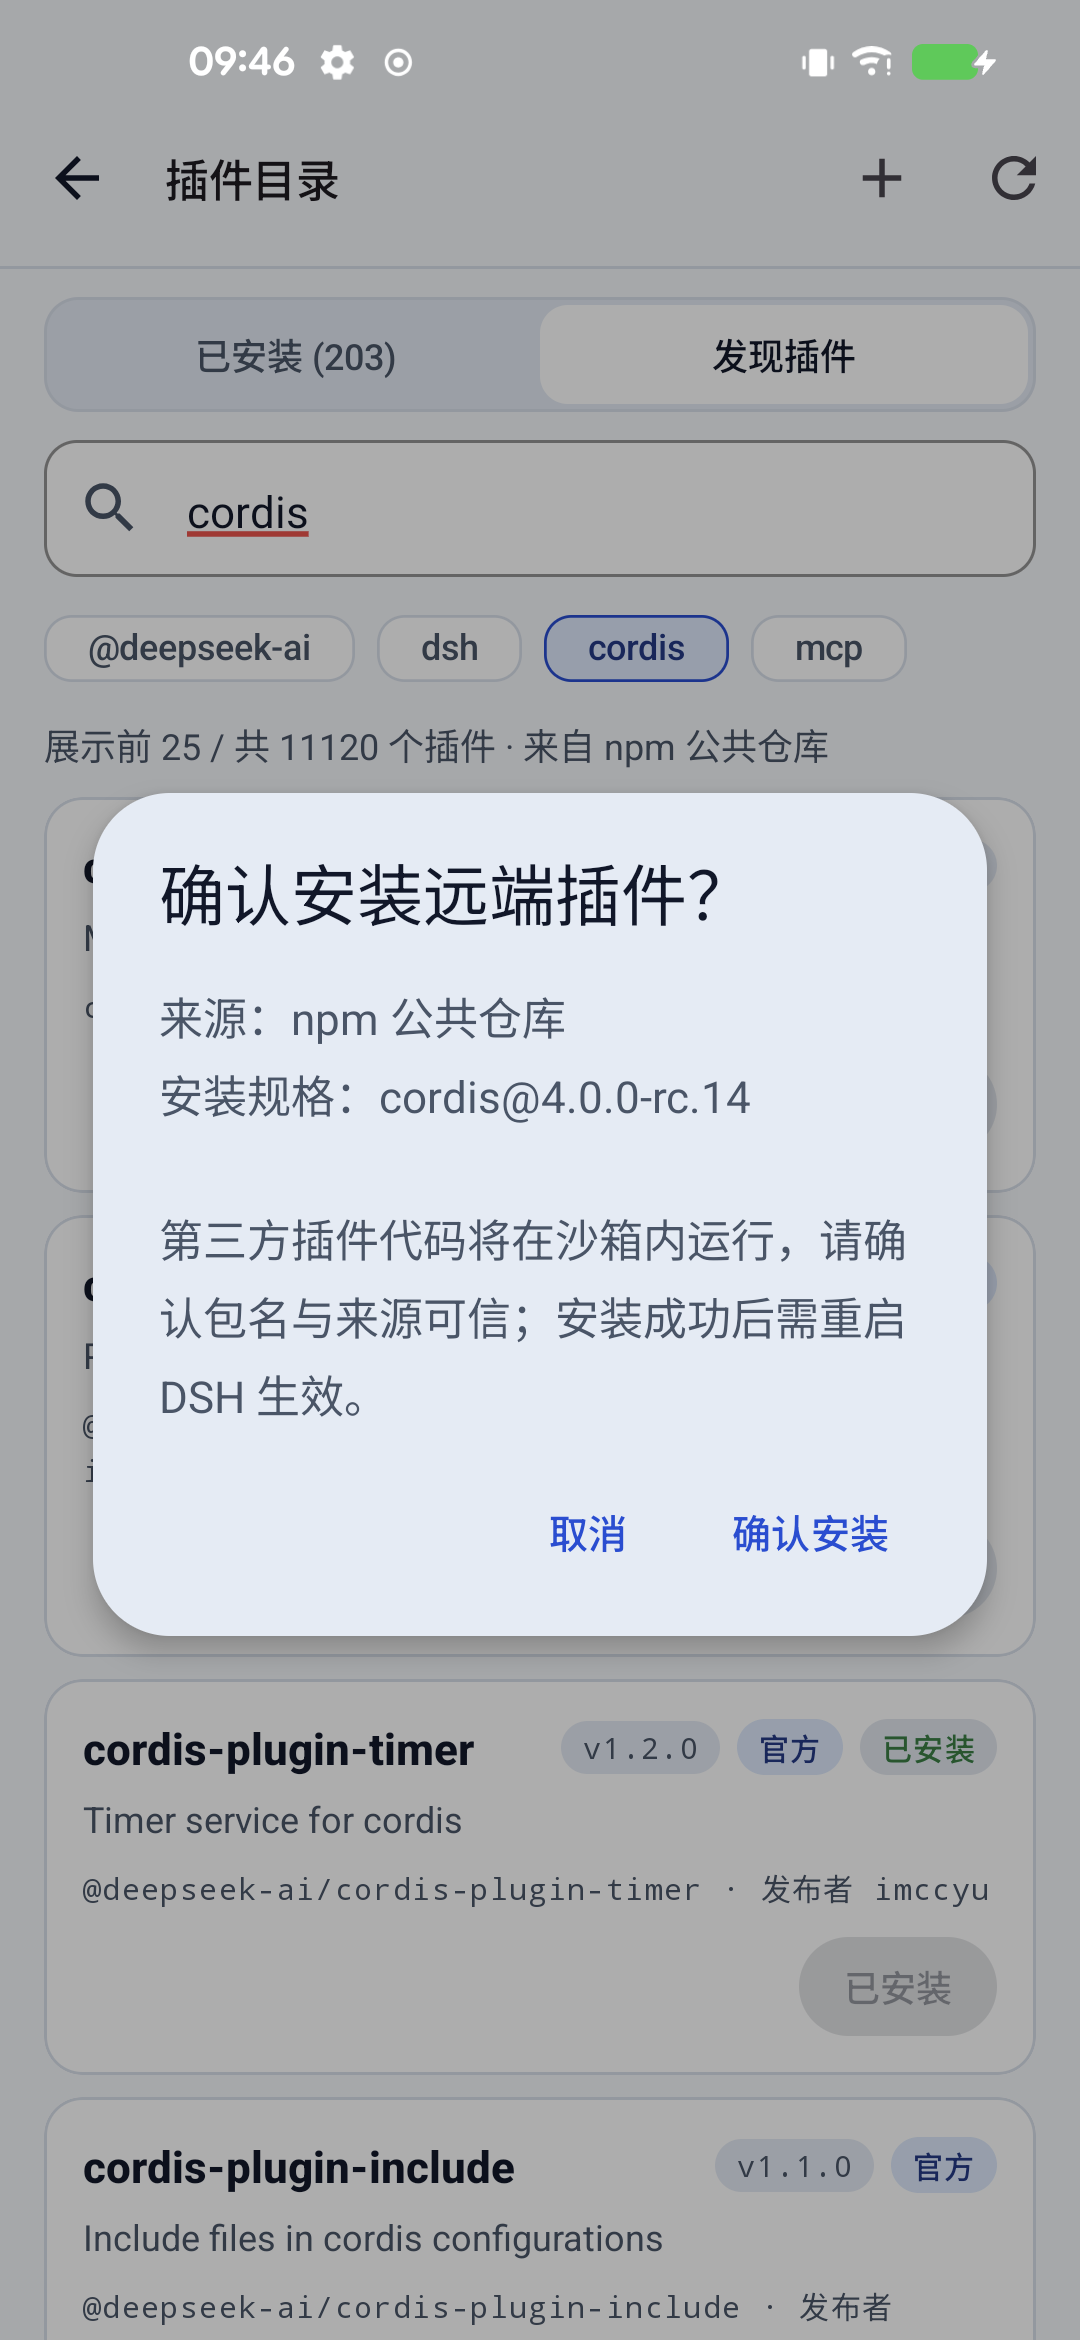 09:46
插件目录
已安装 (203)
发现插件
cordis
@deepseek-ai
dsh
cordis
mcp
展示前 25 / 共 11120 个插件 · 来自 npm 公共仓库
确认安装远端插件？
来源：npm 公共仓库
安装规格：cordis@4.0.0-rc.14
第三方插件代码将在沙箱内运行，请确
认包名与来源可信；安装成功后需重启
DSH 生效。
取消
确认安装
cordis-plugin-timer
v1.2.0
官方
已安装
Timer service for cordis
@deepseek-ai/cordis-plugin-timer · 发布者 imccyu
已安装
cordis-plugin-include
v1.1.0
官方
Include files in cordis configurations
@deepseek-ai/cordis-plugin-include · 发布者